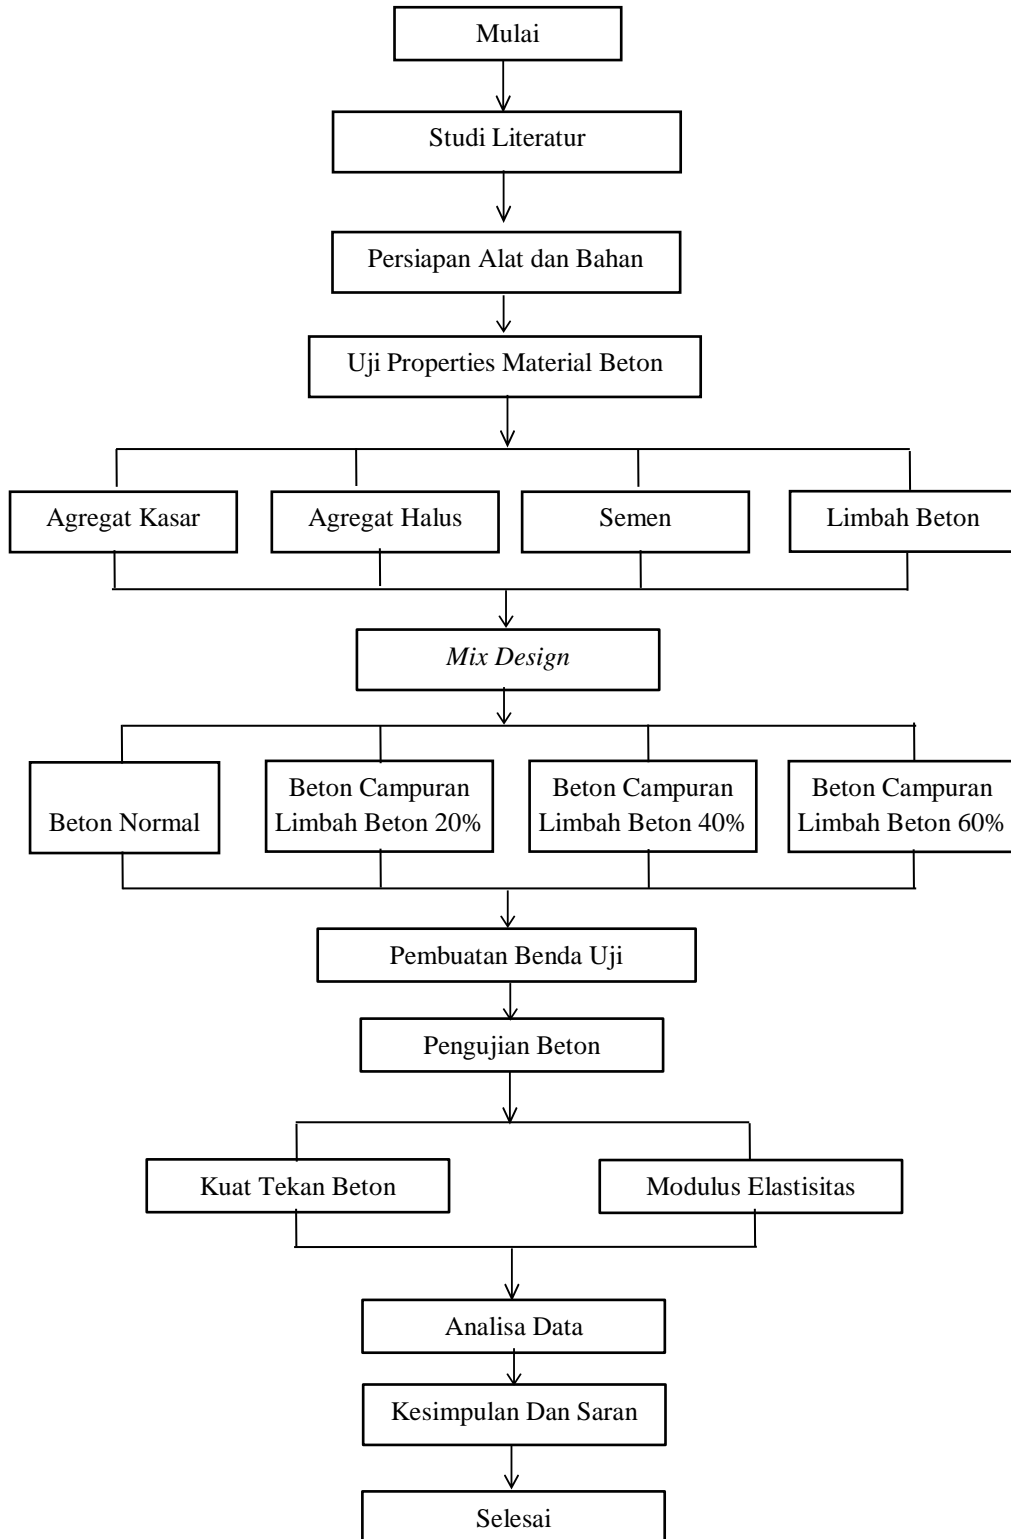 Mulai
Studi Literatur
Persiapan Alat dan Bahan
Uji Properties Material Beton
Agregat Kasar
Agregat Halus
Semen
Limbah Beton
Mix Design
Beton Normal
Beton Campuran
Limbah Beton 20%
Beton Campuran
Limbah Beton 40%
Beton Campuran
Limbah Beton 60%
Pembuatan Benda Uji
Pengujian Beton
Kuat Tekan Beton
Modulus Elastisitas
Analisa Data
Kesimpulan Dan Saran
Selesai